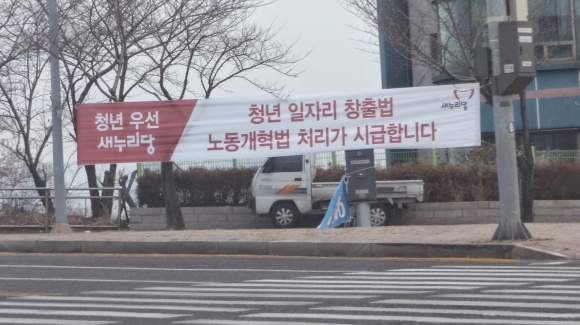 청년 우선
새누리당
청년 일자리 창출법
노동개혁법 처리가 시급합니다
새누리당